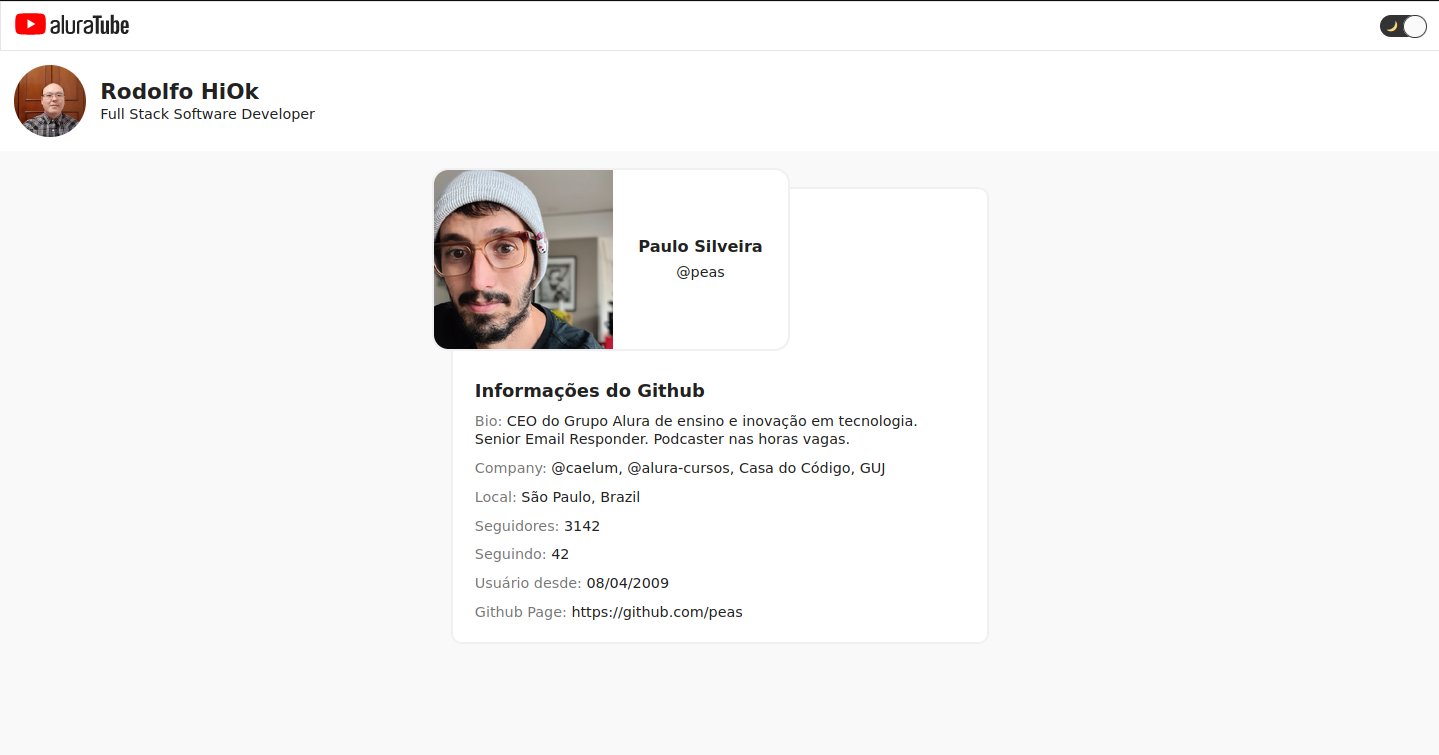 aluraTube
Rodolfo HiOk
Full Stack Software Developer
Paulo Silveira
@peas
Informações do Github
Bio: CEO do Grupo Alura de ensino e inovação em tecnologia.
Senior Email Responder. Podcaster nas horas vagas.
Company: @caelum, @alura-cursos, Casa do Código, GUJ
Local: São Paulo, Brazil
Seguidores: 3142
Seguindo: 42
Usuário desde: 08/04/2009
Github Page: https://github.com/peas